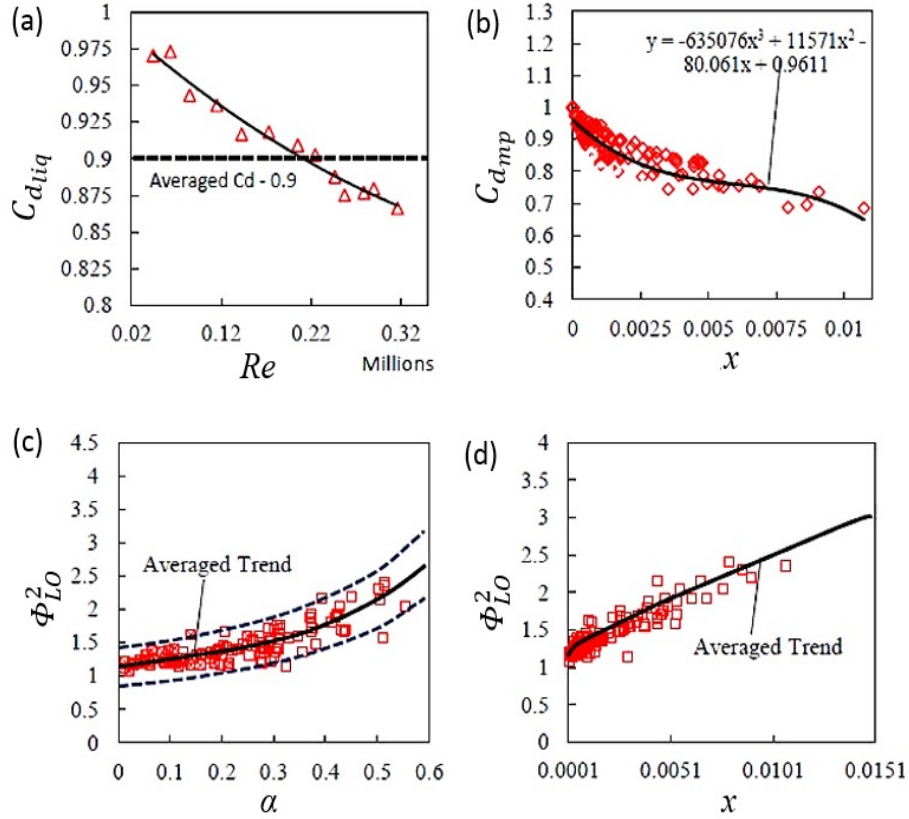 (a)
1
0.975
0.95
0.925
0.9
0.875
0.85
0.8
C_{d_{liq}}
Averaged Cd - 0.9
0.02 0.12 0.22 0.32
Re Millions
(b)
1.3
1.2
1.1
1
0.9
0.8
0.7
0.6
0.5
0.4
C_{d_{mp}}
y = -635076x³ + 11571x² -
80.061x + 0.9611
0 0.0025 0.005 0.0075 0.01
x
(c)
4.5
4
3.5
3
2.5
2
1.5
1
0.5
0
Φ²_{LO}
Averaged Trend
0 0.1 0.2 0.3 0.4 0.5 0.6
α
(d)
4
3.5
3
2.5
2
1.5
1
0.5
0
Φ²_{LO}
Averaged Trend
0.0001 0.0051 0.0101 0.0151
x